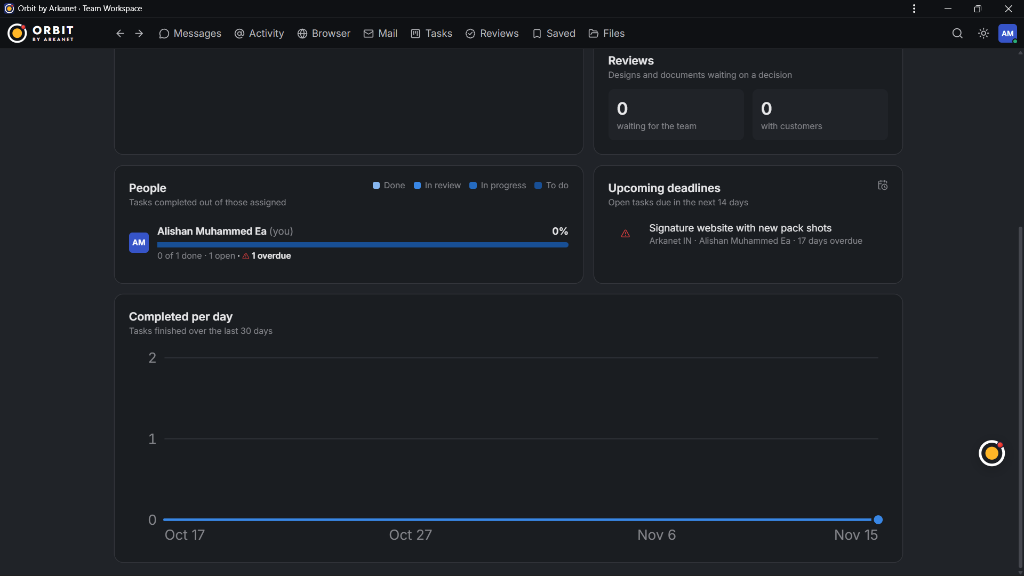 Orbit by Arkanet · Team Workspace
ORBIT
BY ARKANET
Messages
Activity
Browser
Mail
Tasks
Reviews
Saved
Files
AM
Reviews
Designs and documents waiting on a decision
0
waiting for the team
0
with customers
People
Tasks completed out of those assigned
Done
In review
In progress
To do
AM
Alishan Muhammed Ea (you)
0%
0 of 1 done · 1 open · 1 overdue
Upcoming deadlines
Open tasks due in the next 14 days
Signature website with new pack shots
Arkanet IN · Alishan Muhammed Ea · 17 days overdue
Completed per day
Tasks finished over the last 30 days
2
1
0
Oct 17
Oct 27
Nov 6
Nov 15